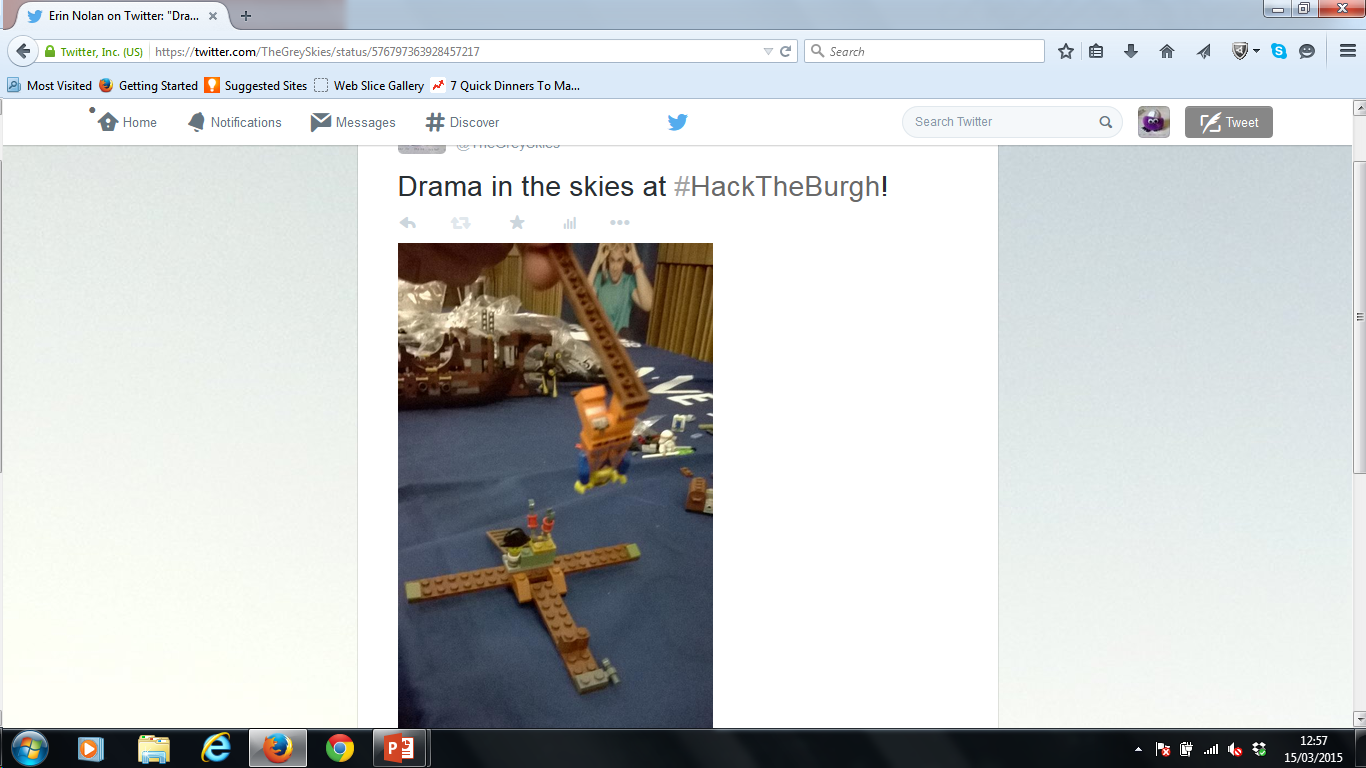 Erin Nolan on Twitter: "Dra...
Twitter, Inc. (US)
https://twitter.com/TheGreySkies/status/576797363928457217
Search
Most Visited
Getting Started
Suggested Sites
Web Slice Gallery
7 Quick Dinners To Ma...
Home
Notifications
Messages
Discover
Search Twitter
Tweet
@TheGreySkies
Drama in the skies at #HackTheBurgh!
VE
12:57
15/03/2015